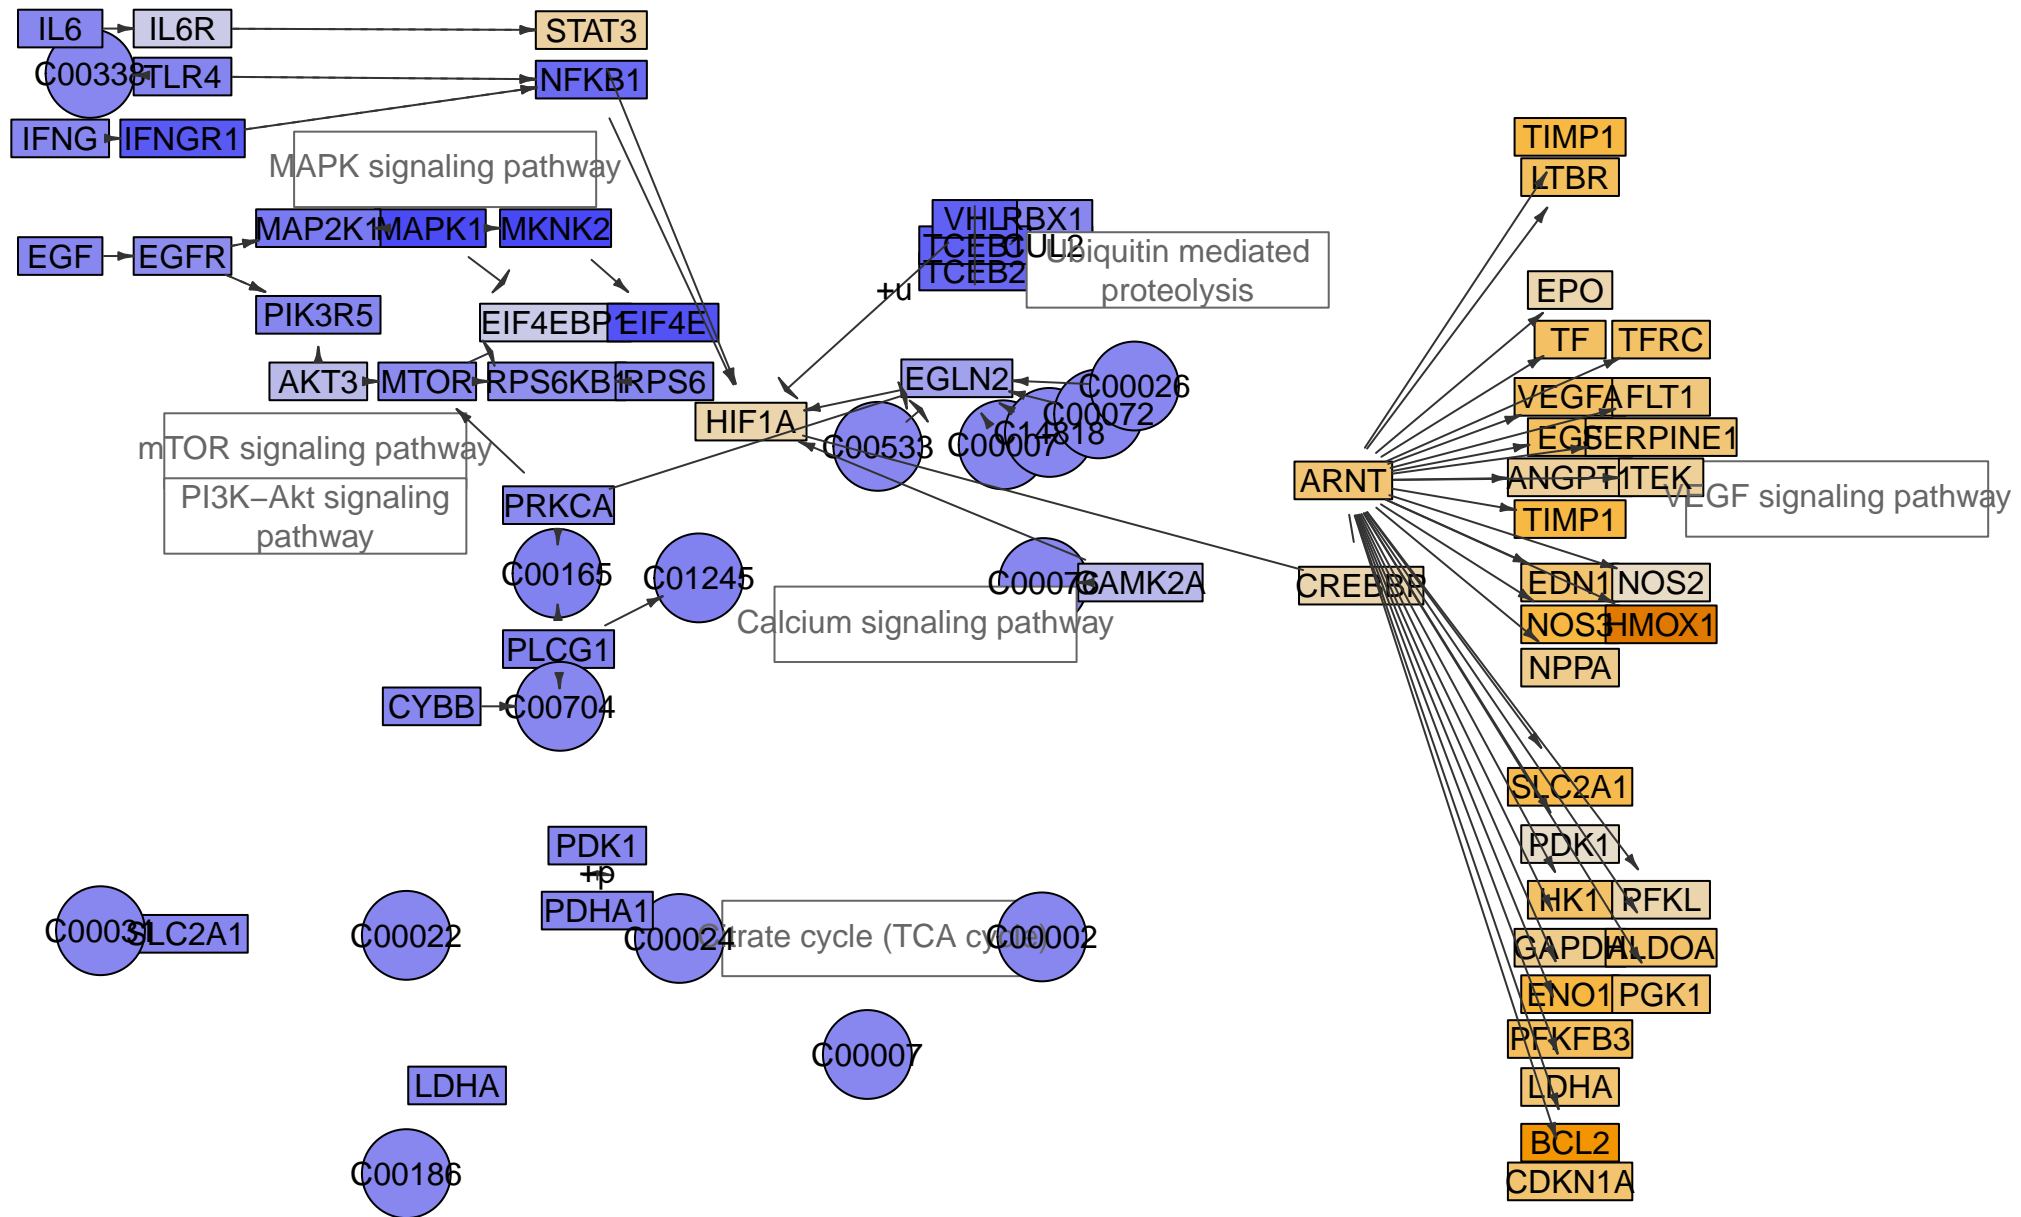 IL6
IL6R
STAT3
C00338
TLR4
NFKB1
IFNG
IFNGR1
TIMP1
MAPK signaling pathway
LTBR
VHL
RBX1
MAP2K1
MAPK1
MKNK2
TCEB1
CUL2
Ubiquitin mediated
proteolysis
EGF
EGFR
TCEB2
+u
EPO
PIK3R5
EIF4EBP1
EIF4E
TF
TFRC
AKT3
MTOR
RPS6KB1
RPS6
EGLN2
C00026
VEGFA
FLT1
HIF1A
C00072
C14818
C00007
C00533
EGF
SERPINE1
mTOR signaling pathway
PI3K–Akt signaling
pathway
ARNT
ANGPT1
TEK
VEGF signaling pathway
PRKCA
TIMP1
C00165
C01245
C00076
CAMK2A
CREBBP
EDN1
NOS2
Calcium signaling pathway
NOS3
HMOX1
PLCG1
NPPA
CYBB
C00704
SLC2A1
PDK1
+p
PDK1
PDHA1
HK1
PFKL
C00031
SLC2A1
C00022
C00024
Citrate cycle (TCA cycle)
C00002
GAPDH
ALDOA
ENO1
PGK1
PFKFB3
C00007
LDHA
LDHA
BCL2
C00186
CDKN1A